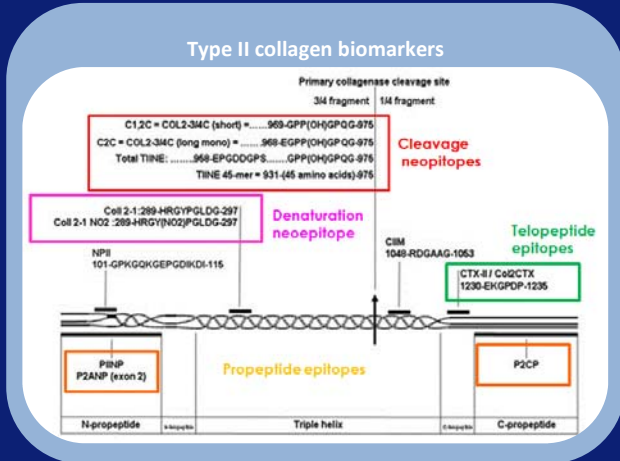 Type II collagen biomarkers
Primary collagenase cleavage site
3/4 fragment 1/4 fragment
C1,2C = COL2-3/4C (short) =.......969-GPP(OH)GPQG-975
C2C = COL2-3/4C (long mono) =.......968-EGPP(OH)GPQG-975
Total TIINE: .........958-EPGDDGPS.......GPP(OH)GPQG-975
TIINE 45-mer = 931-(45 amino acids)-975
Cleavage
neopitopes
Coll 2-1:289-HRGYPGLDG-297
Coll 2-1 NO2 :289-HRGY(NO2)PGLDG-297
Denaturation
neoepitope
Telopeptide
epitopes
NPII
101-GPKGQKGEPGDIKDI-115
CIIM
1048-RDGAAG-1053
CTX-II / Col2CTX
1230-EKGPDP-1235
PIINP
P2ANP (exon 2)
Propeptide epitopes
P2CP
N-propeptide Triple helix C-propeptide